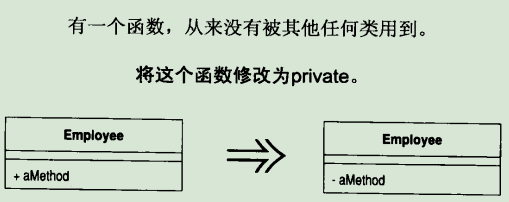 有一个函数，从来没有被其他任何类用到。
将这个函数修改为private。
Employee
+ aMethod
Employee
- aMethod